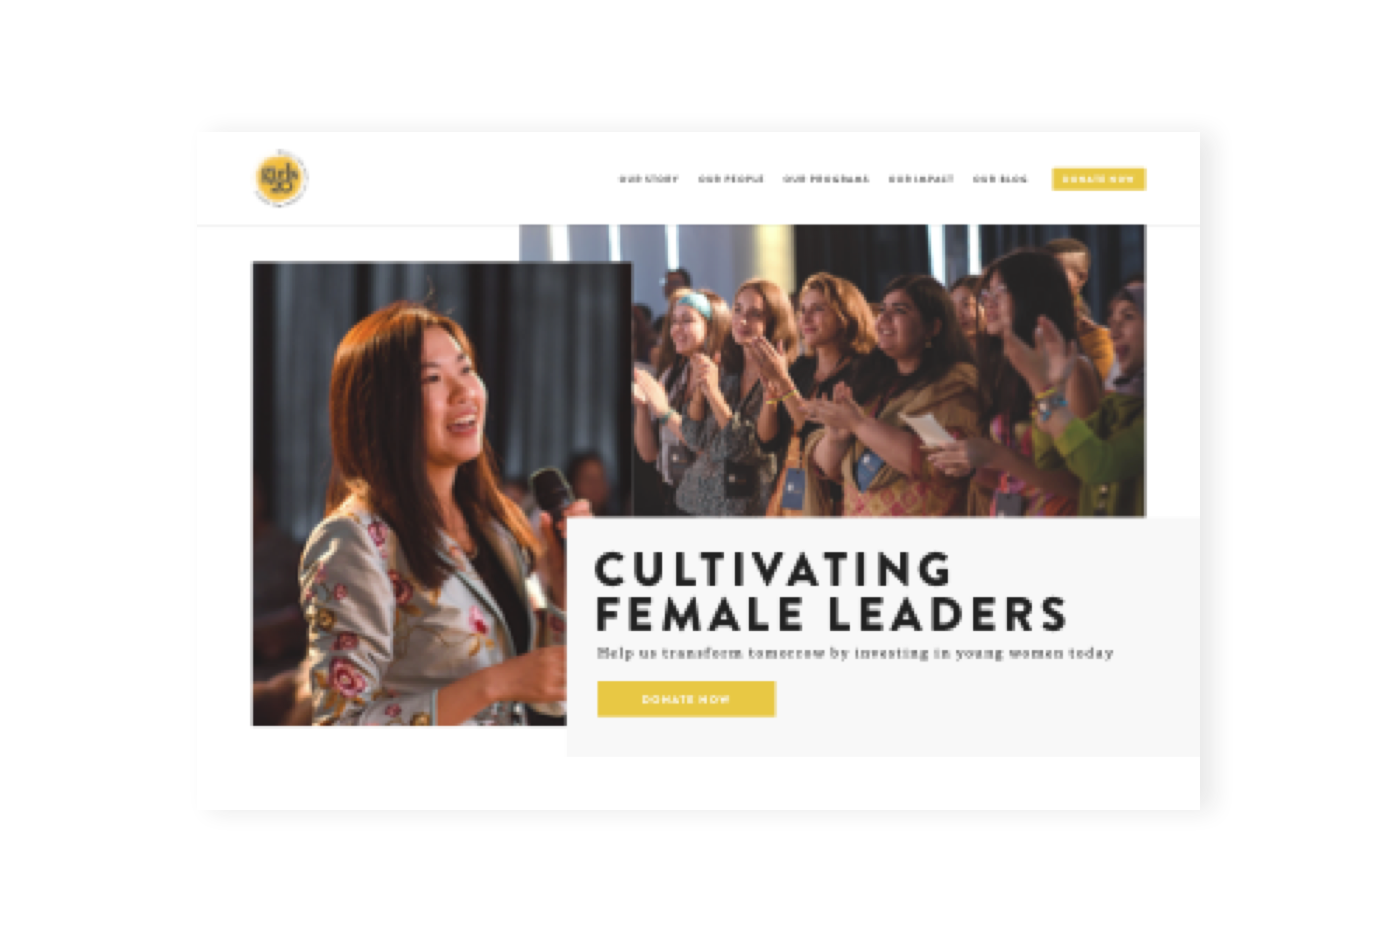 girls
20
OUR STORY OUR PEOPLE OUR PROGRAMS OUR IMPACT OUR BLOG DONATE NOW
CULTIVATING
FEMALE LEADERS
Help us transform tomorrow by investing in young women today
DONATE NOW